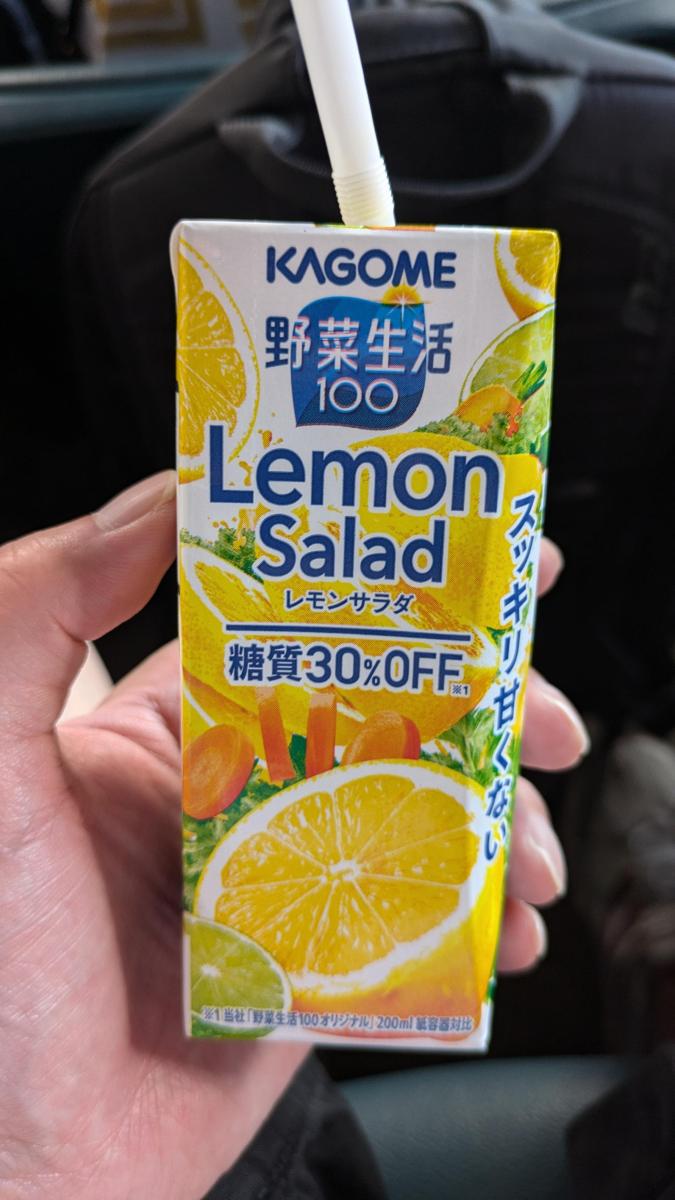 KAGOME
野菜生活
100
Lemon
Salad
レモンサラダ
糖質30%OFF※1
スッキリ甘くない
※1 当社「野菜生活100オリジナル」200ml 紙容器対比